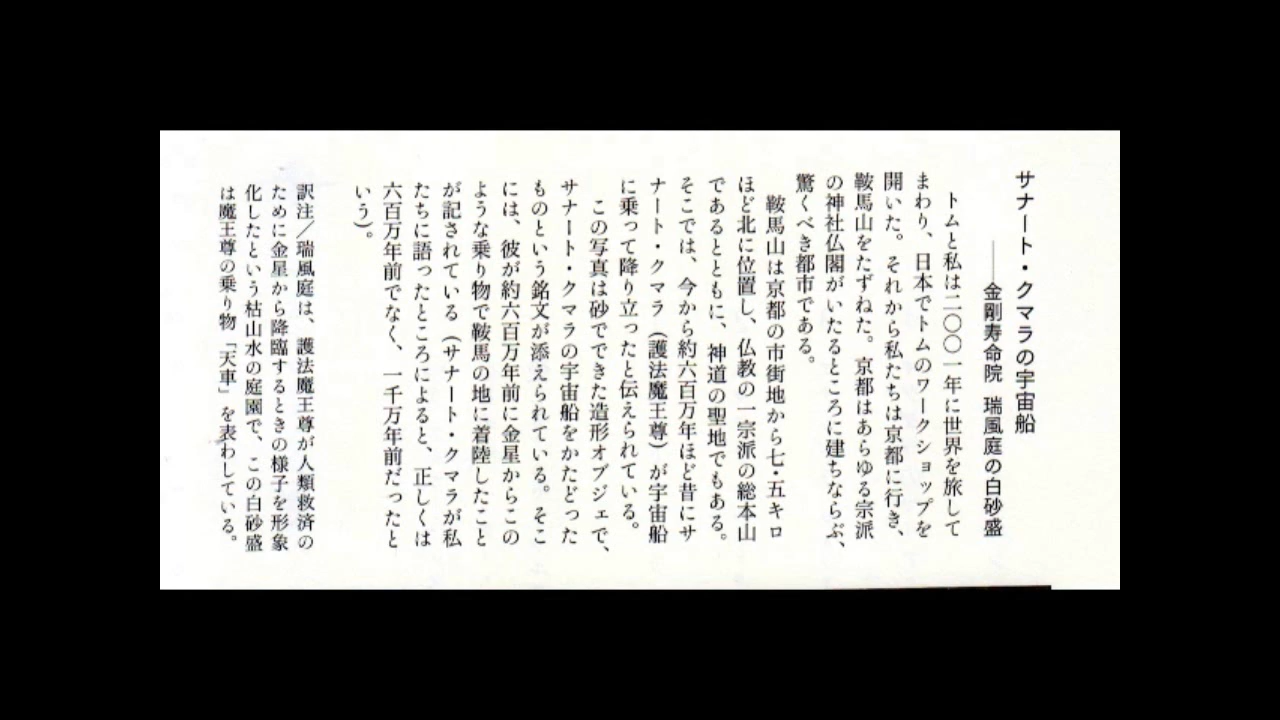 サナート・クマラの宇宙船
――金剛寿命院 瑞風庭の白砂盛
トムと私は二〇〇一年に世界を旅して
まわり、日本でトムのワークショップを
開いた。それから私たちは京都に行き、
鞍馬山をたずねた。京都はあらゆる宗派
の神社仏閣がいたるところに建ちならぶ、
驚くべき都市である。
鞍馬山は京都の市街地から七・五キロ
ほど北に位置し、仏教の一宗派の総本山
であるとともに、神道の聖地でもある。
そこでは、今から約六百万年ほど昔にサ
ナート・クマラ（護法魔王尊）が宇宙船
に乗って降り立ったと伝えられている。
この写真は砂でできた造形オブジェで、
サナート・クマラの宇宙船をかたどった
ものという銘文が添えられている。そこ
には、彼が約六百万年前に金星からこの
ような乗り物で鞍馬の地に着陸したこと
が記されている（サナート・クマラが私
たちに語ったところによると、正しくは
六百万年前でなく、一千万年前だったと
いう）。
訳注／瑞風庭は、護法魔王尊が人類救済の
ために金星から降臨するときの様子を形象
化したという枯山水の庭園で、この白砂盛
は魔王尊の乗り物「天車」を表わしている。